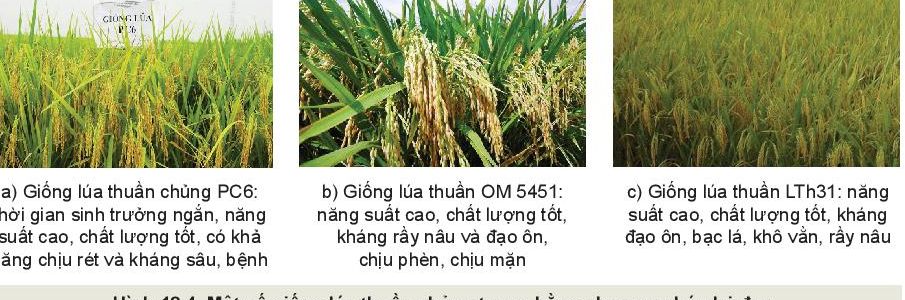 GIỐNG LÚA
PC6
a) Giống lúa thuần chủng PC6:
hời gian sinh trưởng ngắn, năng
suất cao, chất lượng tốt, có khả
ăng chịu rét và kháng sâu, bệnh
b) Giống lúa thuần OM 5451:
năng suất cao, chất lượng tốt,
kháng rầy nâu và đạo ôn,
chịu phèn, chịu mặn
c) Giống lúa thuần LTh31: năng
suất cao, chất lượng tốt, kháng
đạo ôn, bạc lá, khô vằn, rầy nâu